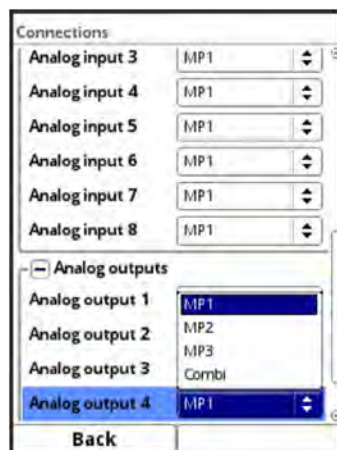 Connections
Analog input 3 MP1
Analog input 4 MP1
Analog input 5 MP1
Analog input 6 MP1
Analog input 7 MP1
Analog input 8 MP1
Analog outputs
Analog output 1 MP1
Analog output 2 MP2
Analog output 3 MP3
Combi
Analog output 4 MP1
Back